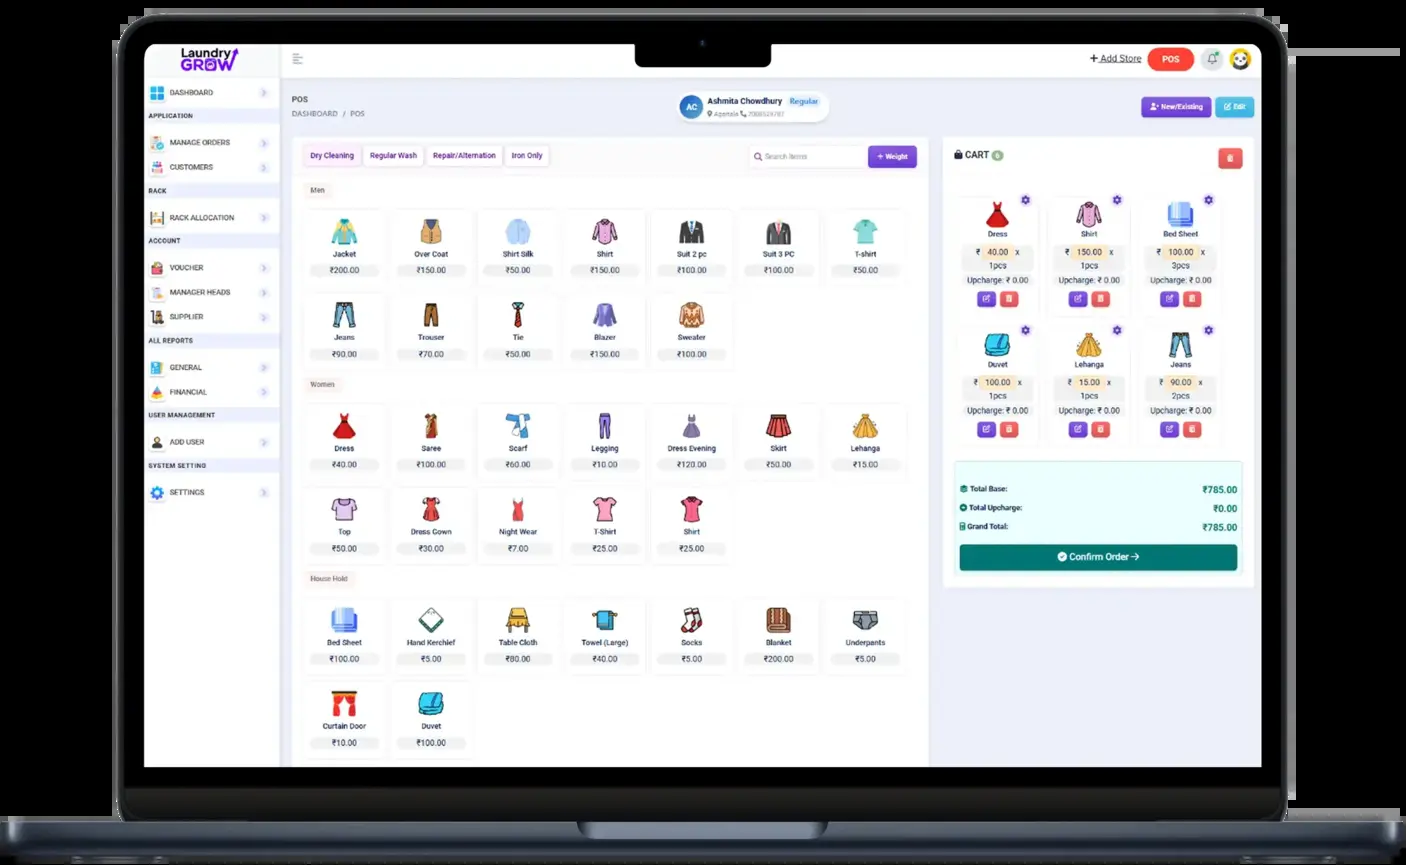 Laundry
GROW
+ Add Store
POS
DASHBOARD
APPLICATION
MANAGE ORDERS
CUSTOMERS
RACK
RACK ALLOCATION
ACCOUNT
VOUCHER
MANAGER HEADS
SUPPLIER
ALL REPORTS
GENERAL
FINANCIAL
USER MANAGEMENT
ADD USER
SYSTEM SETTING
SETTINGS
POS
DASHBOARD / POS
AC
Ashmita Chowdhury Regular
New/Existing
Edit
Dry Cleaning
Regular Wash
Repair/Alternation
Iron Only
Search Items
+ Weight
Men
Jacket
₹200.00
Over Coat
₹150.00
Shirt Silk
₹50.00
Shirt
₹150.00
Suit 2 pc
₹100.00
Suit 3 PC
₹100.00
T-shirt
₹50.00
Jeans
₹90.00
Trouser
₹70.00
Tie
₹50.00
Blazer
₹150.00
Sweater
₹100.00
Women
Dress
₹40.00
Saree
₹100.00
Scarf
₹60.00
Legging
₹10.00
Dress Evening
₹120.00
Skirt
₹50.00
Lehanga
₹15.00
Top
₹50.00
Dress Gown
₹30.00
Night Wear
₹7.00
T-Shirt
₹25.00
Shirt
₹25.00
House Hold
Bed Sheet
₹100.00
Hand Kerchief
₹5.00
Table Cloth
₹80.00
Towel (Large)
₹40.00
Socks
₹5.00
Blanket
₹200.00
Underpants
₹5.00
Curtain Door
₹10.00
Duvet
₹100.00
CART
Dress
₹ 40.00 x
1pcs
Upcharge: ₹ 0.00
Shirt
₹ 150.00 x
1pcs
Upcharge: ₹ 0.00
Bed Sheet
₹ 100.00 x
3pcs
Upcharge: ₹ 0.00
Duvet
₹ 100.00 x
1pcs
Upcharge: ₹ 0.00
Lehanga
₹ 15.00 x
1pcs
Upcharge: ₹ 0.00
Jeans
₹ 90.00 x
2pcs
Upcharge: ₹ 0.00
Total Base: ₹785.00
Total Upcharge: ₹0.00
Grand Total: ₹785.00
Confirm Order